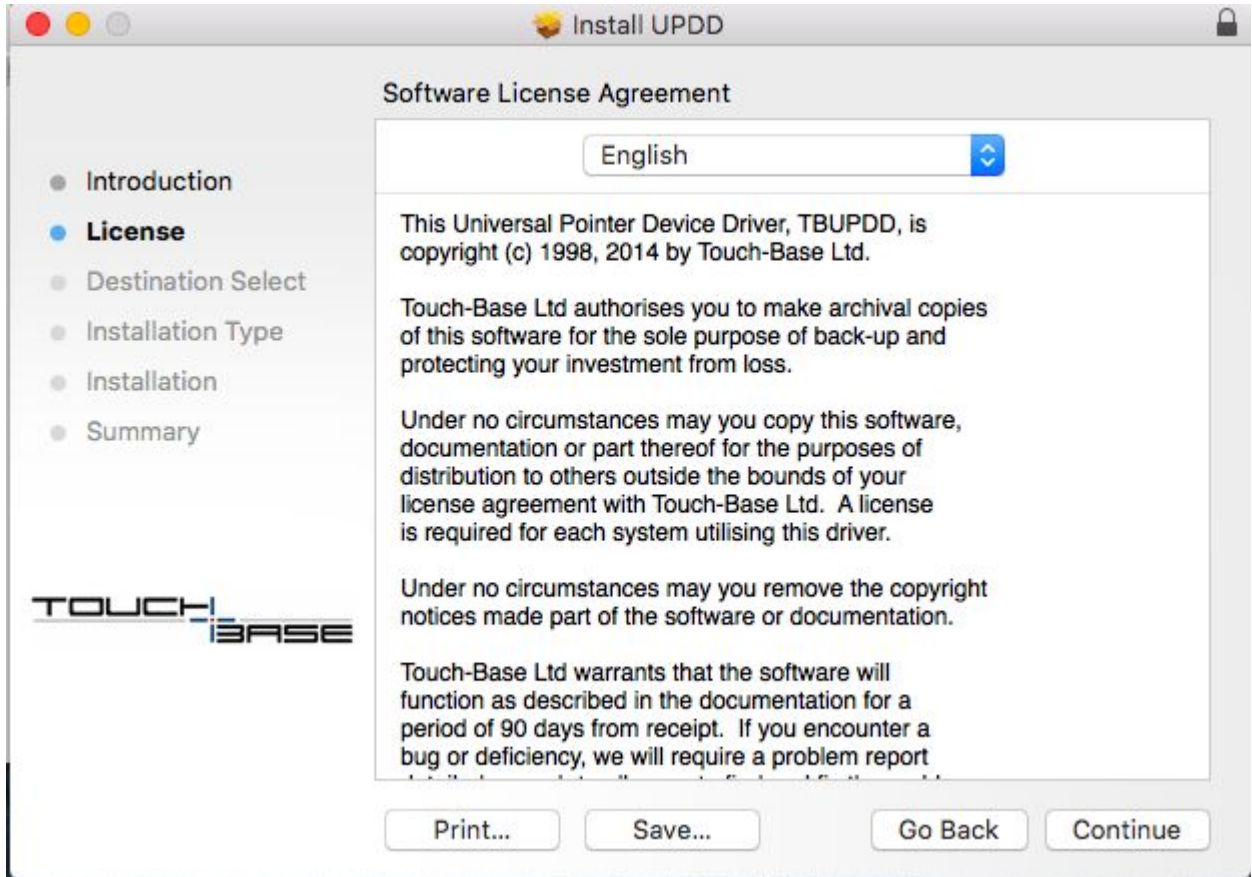 Install UPDD
Software License Agreement
English
Introduction
License
Destination Select
Installation Type
Installation
Summary
TOUCH
BASE
This Universal Pointer Device Driver, TBUPDD, is
copyright (c) 1998, 2014 by Touch-Base Ltd.
Touch-Base Ltd authorises you to make archival copies
of this software for the sole purpose of back-up and
protecting your investment from loss.
Under no circumstances may you copy this software,
documentation or part thereof for the purposes of
distribution to others outside the bounds of your
license agreement with Touch-Base Ltd.  A license
is required for each system utilising this driver.
Under no circumstances may you remove the copyright
notices made part of the software or documentation.
Touch-Base Ltd warrants that the software will
function as described in the documentation for a
period of 90 days from receipt.  If you encounter a
bug or deficiency, we will require a problem report
Print...
Save...
Go Back
Continue